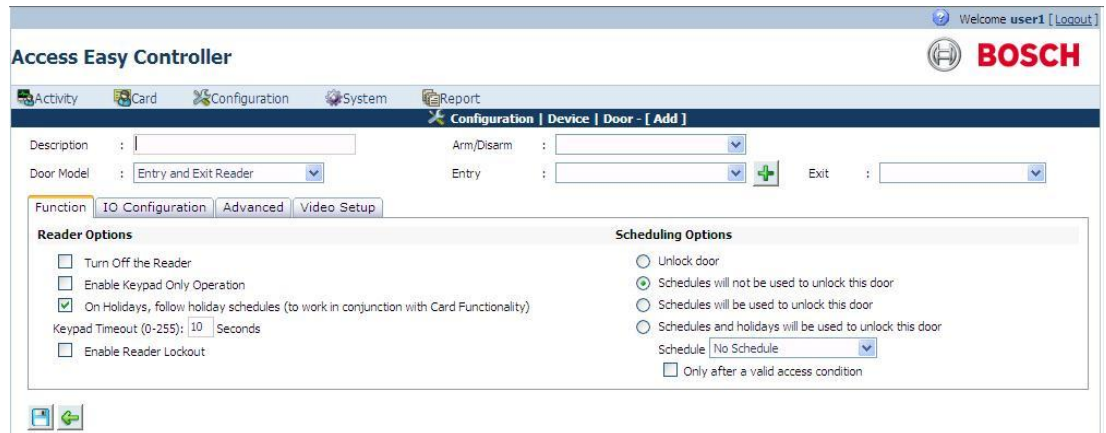 Welcome user1 [ Logout ]
Access Easy Controller
BOSCH
Activity Card Configuration System Report
Configuration | Device | Door - [ Add ]
Description : Arm/Disarm :
Door Model : Entry and Exit Reader Entry : Exit :
Function IO Configuration Advanced Video Setup
Reader Options Scheduling Options
Turn Off the Reader Unlock door
Enable Keypad Only Operation Schedules will not be used to unlock this door
On Holidays, follow holiday schedules (to work in conjunction with Card Functionality) Schedules will be used to unlock this door
Keypad Timeout (0-255): 10 Seconds Schedules and holidays will be used to unlock this door
Enable Reader Lockout Schedule No Schedule
Only after a valid access condition